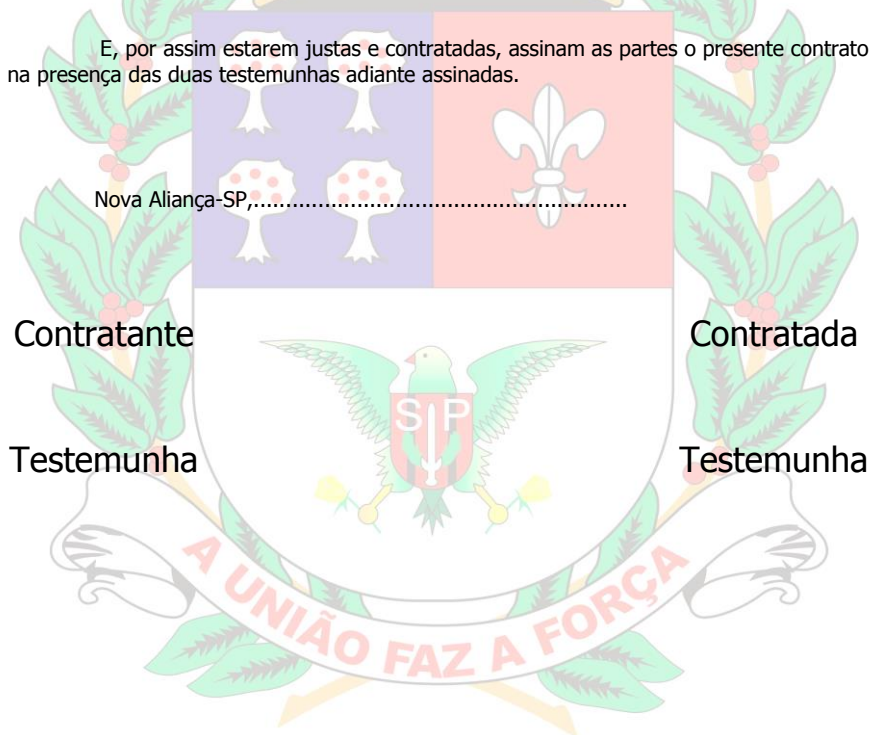 E, por assim estarem justas e contratadas, assinam as partes o presente contrato
na presença das duas testemunhas adiante assinadas.
Nova Aliança-SP,..........................................................
Contratante Contratada
SP
Testemunha Testemunha
A UNIÃO FAZ A FORÇA